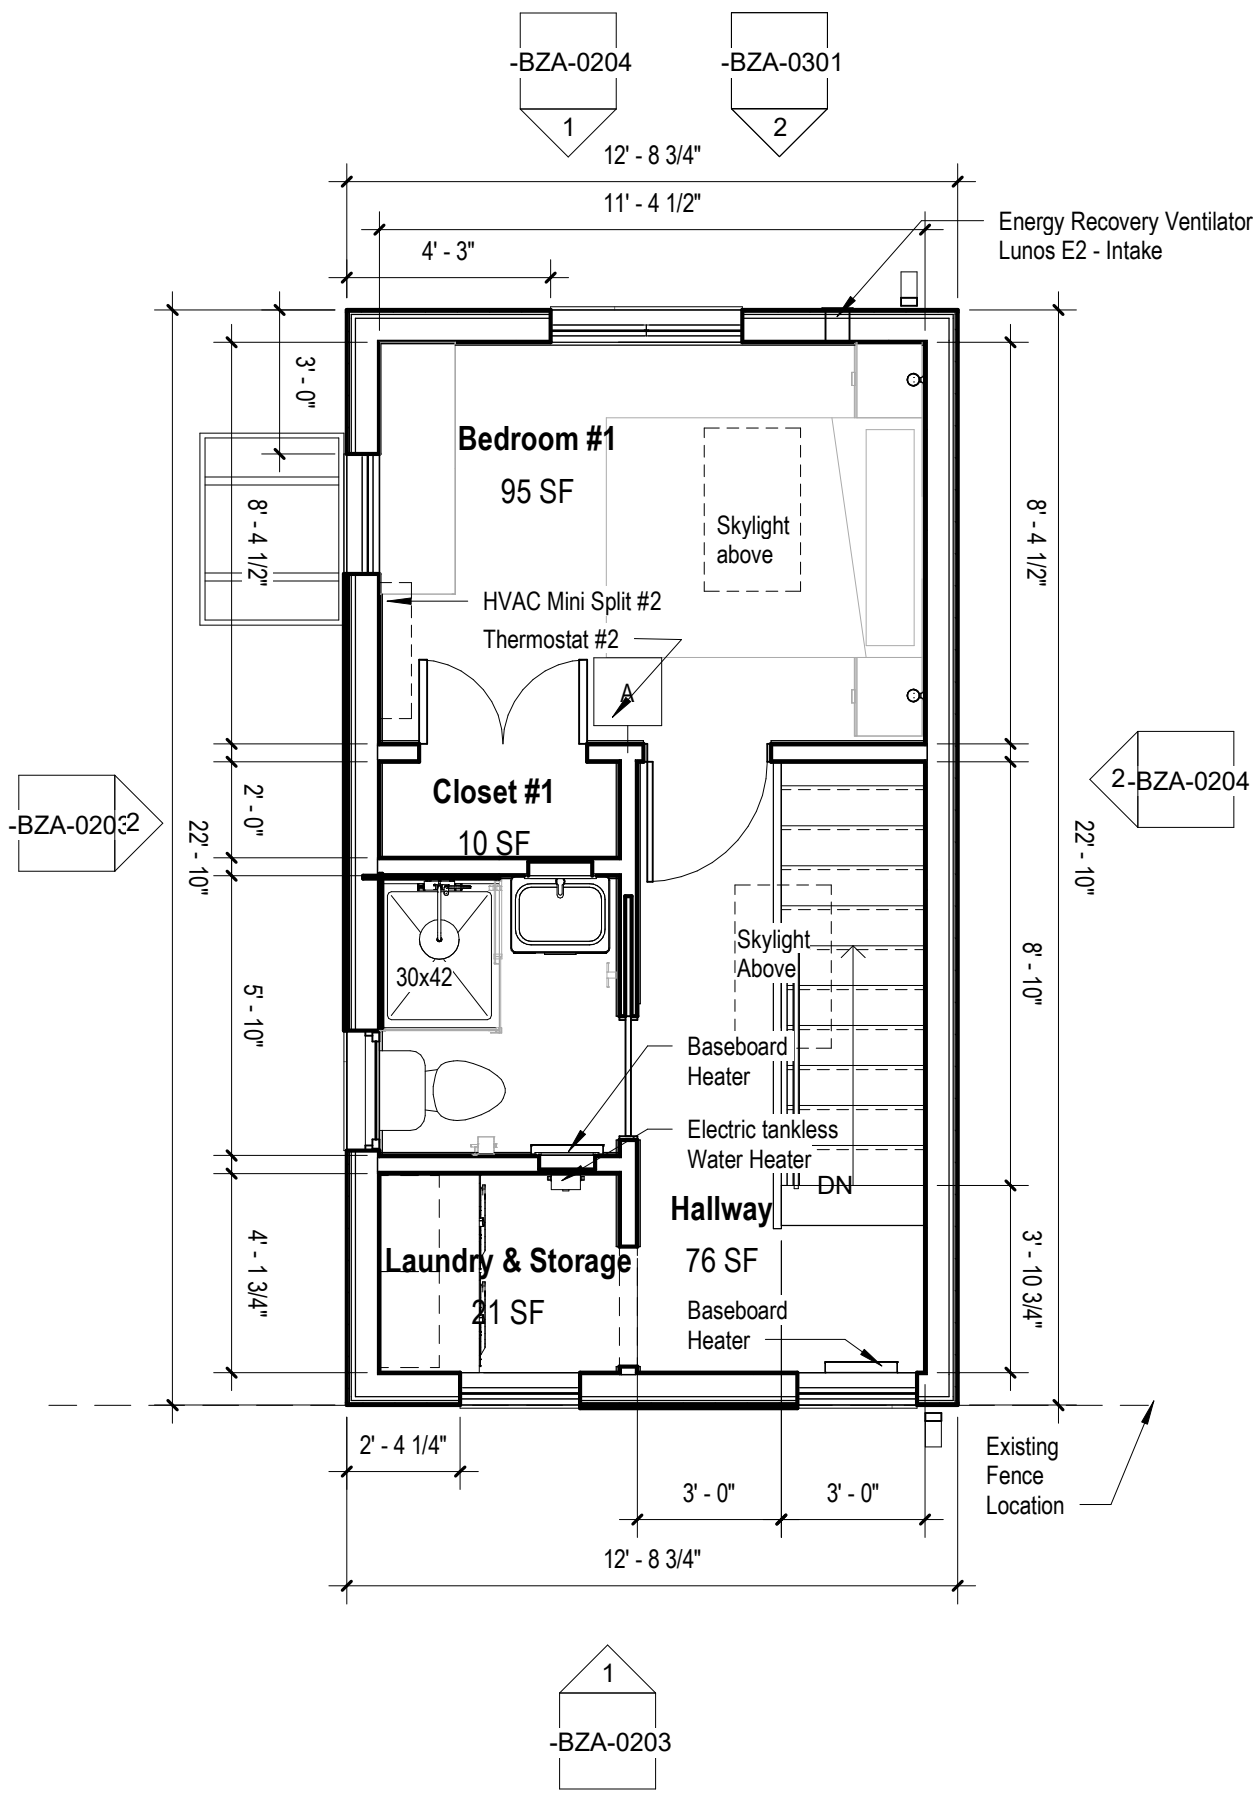 -BZA-0204
1
-BZA-0301
2
12' - 8 3/4"
11' - 4 1/2"
4' - 3"
Energy Recovery Ventilator
Lunos E2 - Intake
3' - 0"
Bedroom #1
95 SF
Skylight
above
8' - 4 1/2"
8' - 4 1/2"
HVAC Mini Split #2
Thermostat #2
A
-BZA-0203
2
2
-BZA-0204
2' - 0"
22' - 10"
22' - 10"
Closet #1
10 SF
30x42
Skylight
Above
5' - 10"
8' - 10"
Baseboard
Heater
Electric tankless
Water Heater
DN
Hallway
76 SF
Laundry & Storage
21 SF
4' - 1 3/4"
3' - 10 3/4"
Baseboard
Heater
2' - 4 1/4"
3' - 0"
3' - 0"
Existing
Fence
Location
12' - 8 3/4"
1
-BZA-0203